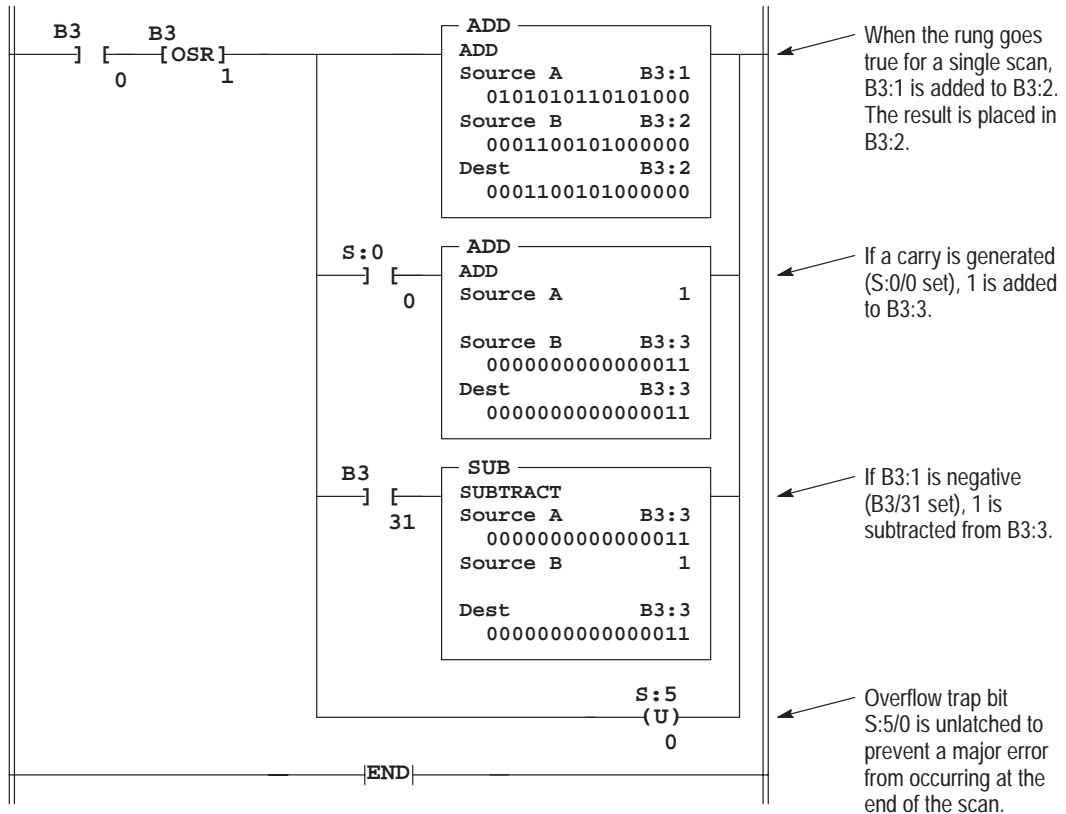 B3 B3
] [ [OSR]
0 1
ADD
ADD
Source A B3:1
0101010110101000
Source B B3:2
0001100101000000
Dest B3:2
0001100101000000
When the rung goes
true for a single scan,
B3:1 is added to B3:2.
The result is placed in
B3:2.
S:0
] [
0
ADD
ADD
Source A 1
Source B B3:3
0000000000000011
Dest B3:3
0000000000000011
If a carry is generated
(S:0/0 set), 1 is added
to B3:3.
B3
] [
31
SUB
SUBTRACT
Source A B3:3
0000000000000011
Source B 1
Dest B3:3
0000000000000011
If B3:1 is negative
(B3/31 set), 1 is
subtracted from B3:3.
S:5
(U)
0
Overflow trap bit
S:5/0 is unlatched to
prevent a major error
from occurring at the
end of the scan.
END